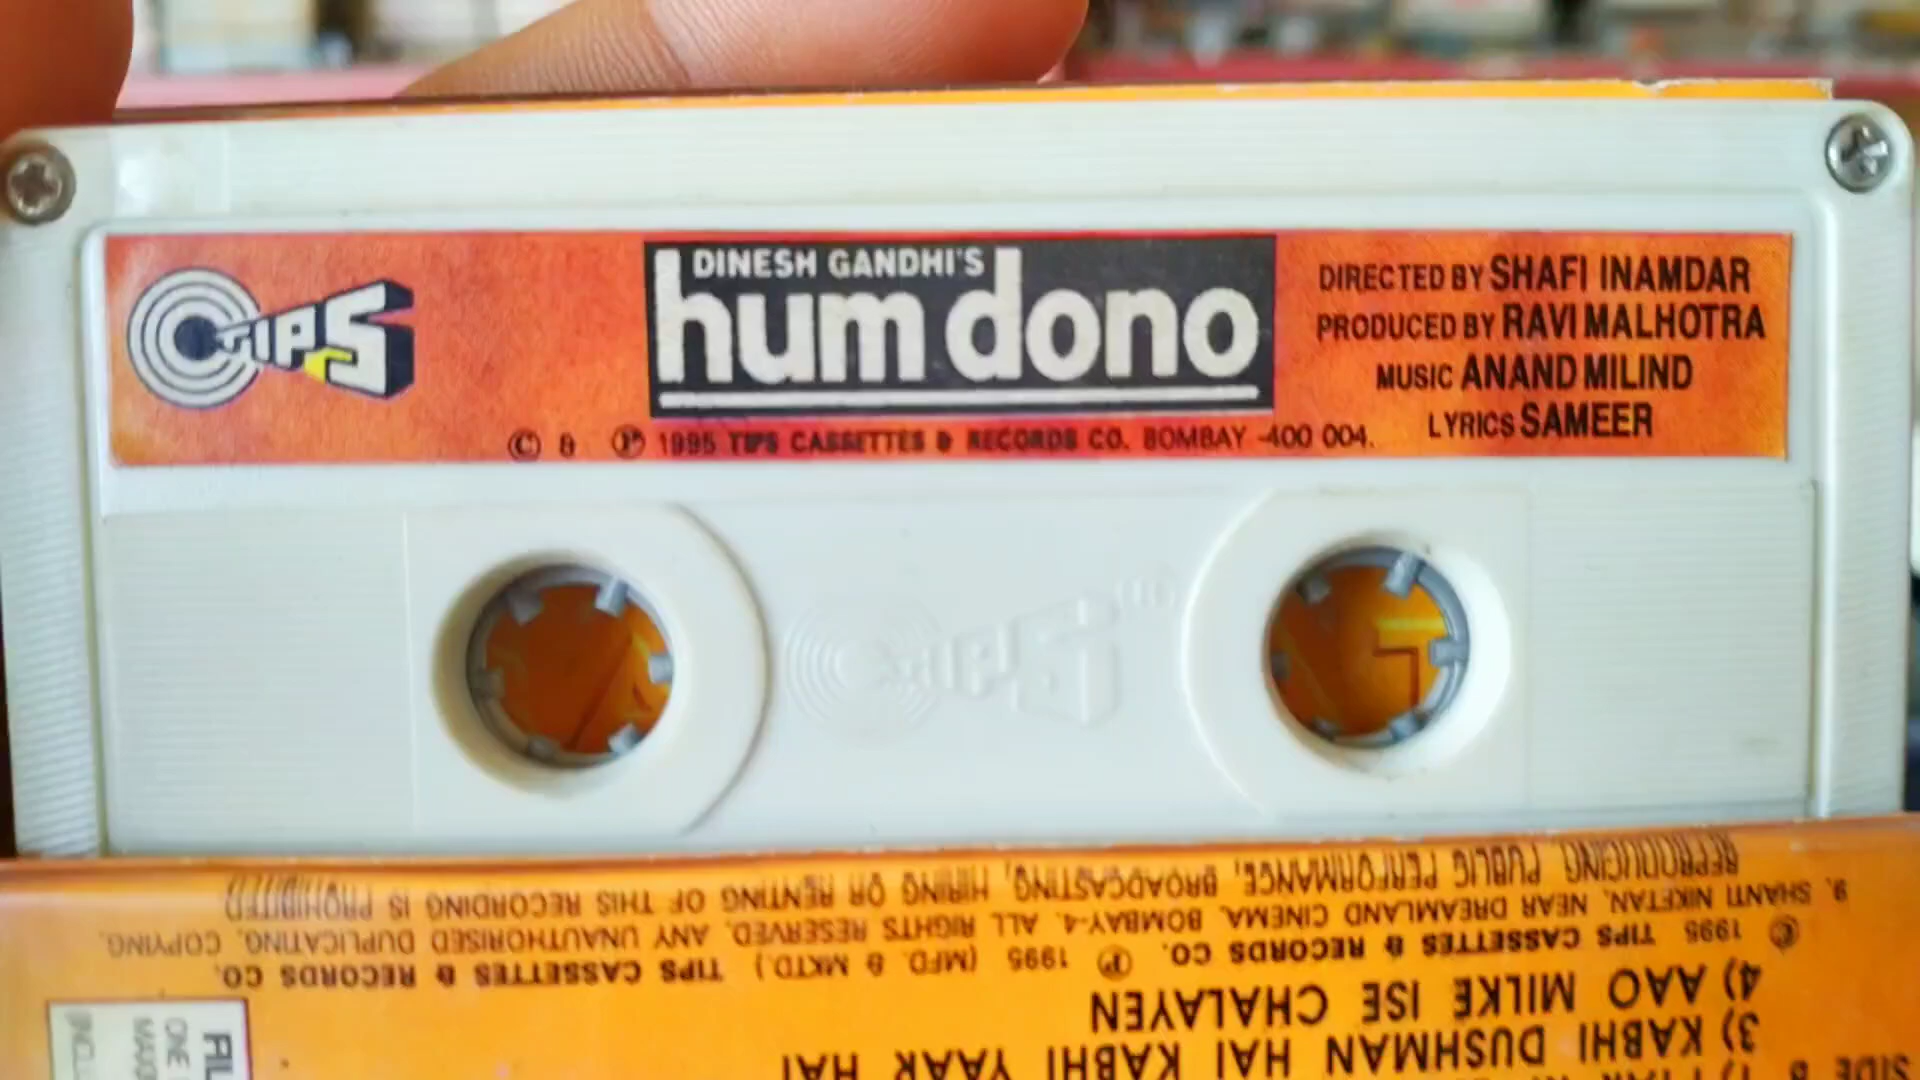 TIPS
DINESH GANDHI'S
hum dono
DIRECTED BY SHAFI INAMDAR
PRODUCED BY RAVI MALHOTRA
MUSIC ANAND MILIND
LYRICS SAMEER
© & ℗ 1995 TIPS CASSETTES & RECORDS CO. BOMBAY -400 004.
TIPS
SIDE B
3) KABHI DUSHMAN HAI KABHI YAAR HAI
4) AAO MILKE ISE CHALAYEN
TIPS CASSETTES & RECORDS CO.
© 1995 TIPS CASSETTES & RECORDS CO. ℗ 1995 (MFD. & MKTD.)
9, SHANTI NIKETAN, NEAR DREAMLAND CINEMA, BOMBAY-4. ALL RIGHTS RESERVED. ANY UNAUTHORISED DUPLICATING, COPYING,
REPRODUCING, PUBLIC PERFORMANCE, BROADCASTING, HIRING OR RENTING OF THIS RECORDING IS PROHIBITED
ONE